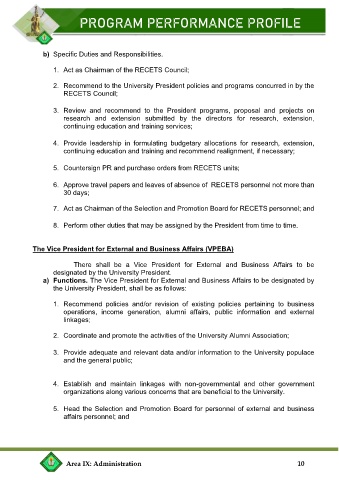 PROGRAM PERFORMANCE PROFILE
b) Specific Duties and Responsibilities.
1. Act as Chairman of the RECETS Council;
2. Recommend to the University President policies and programs concurred in by the
RECETS Council;
3. Review and recommend to the President programs, proposal and projects on
research and extension submitted by the directors for research, extension,
continuing education and training services;
4. Provide leadership in formulating budgetary allocations for research, extension,
continuing education and training and recommend realignment, if necessary;
5. Countersign PR and purchase orders from RECETS units;
6. Approve travel papers and leaves of absence of RECETS personnel not more than
30 days;
7. Act as Chairman of the Selection and Promotion Board for RECETS personnel; and
8. Perform other duties that may be assigned by the President from time to time.
The Vice President for External and Business Affairs (VPEBA)
There shall be a Vice President for External and Business Affairs to be
designated by the University President.
a) Functions. The Vice President for External and Business Affairs to be designated by
the University President, shall be as follows:
1. Recommend policies and/or revision of existing policies pertaining to business
operations, income generation, alumni affairs, public information and external
linkages;
2. Coordinate and promote the activities of the University Alumni Association;
3. Provide adequate and relevant data and/or information to the University populace
and the general public;
4. Establish and maintain linkages with non-governmental and other government
organizations along various concerns that are beneficial to the University.
5. Head the Selection and Promotion Board for personnel of external and business
affairs personnel; and
Area IX: Administration 10